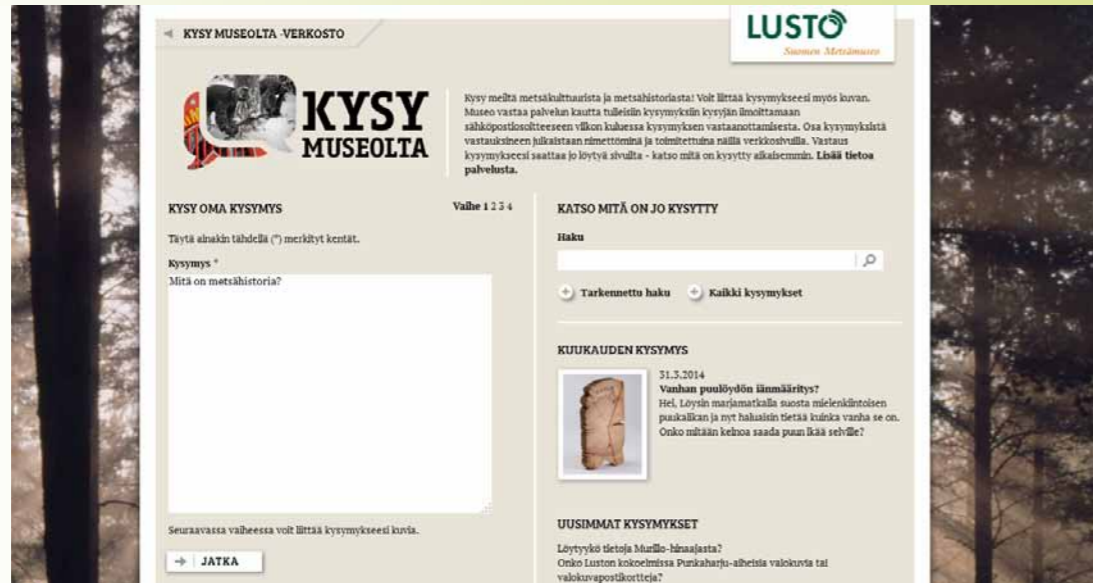 KYSY MUSEOLTA -VERKOSTO
LUSTO
Suomen Metsämuseo
KYSY
MUSEOLTA
Kysy meiltä metsäkulttuurista ja metsähistoriasta! Voit liittää kysymykseesi myös kuvan.
Museo vastaa palvelun kautta tulleisiin kysymyksiin kysyjän ilmoittamaan
sähköpostiosoitteeseen viikon kuluessa kysymyksen vastaanottamisesta. Osa kysymyksistä
vastauksineen julkaistaan nimettöminä ja toimitettuina näillä verkkosivuilla. Vastaus
kysymykseesi saattaa jo löytyä sivuilta - katso mitä on kysytty aikaisemmin. Lisää tietoa
palvelusta.
KYSY OMA KYSYMYS
Vaihe 1 2 3 4
Täytä ainakin tähdellä (*) merkityt kentät.
Kysymys *
Mitä on metsähistoria?
Seuraavassa vaiheessa voit liittää kysymykseesi kuvia.
JATKA
KATSO MITÄ ON JO KYSYTTY
Haku
Tarkennettu haku Kaikki kysymykset
KUUKAUDEN KYSYMYS
31.3.2014
Vanhan puulöydön iänmääritys?
Hei, Löysin marjamatkalla suosta mielenkiintoisen
puukalikan ja nyt haluaisin tietää kuinka vanha se on.
Onko mitään keinoa saada puun ikää selville?
UUSIMMAT KYSYMYKSET
Löytyykö tietoja Murillo-hinaajasta?
Onko Luston kokoelmissa Punkaharju-aiheisia valokuvia tai
valokuvapostikortteja?